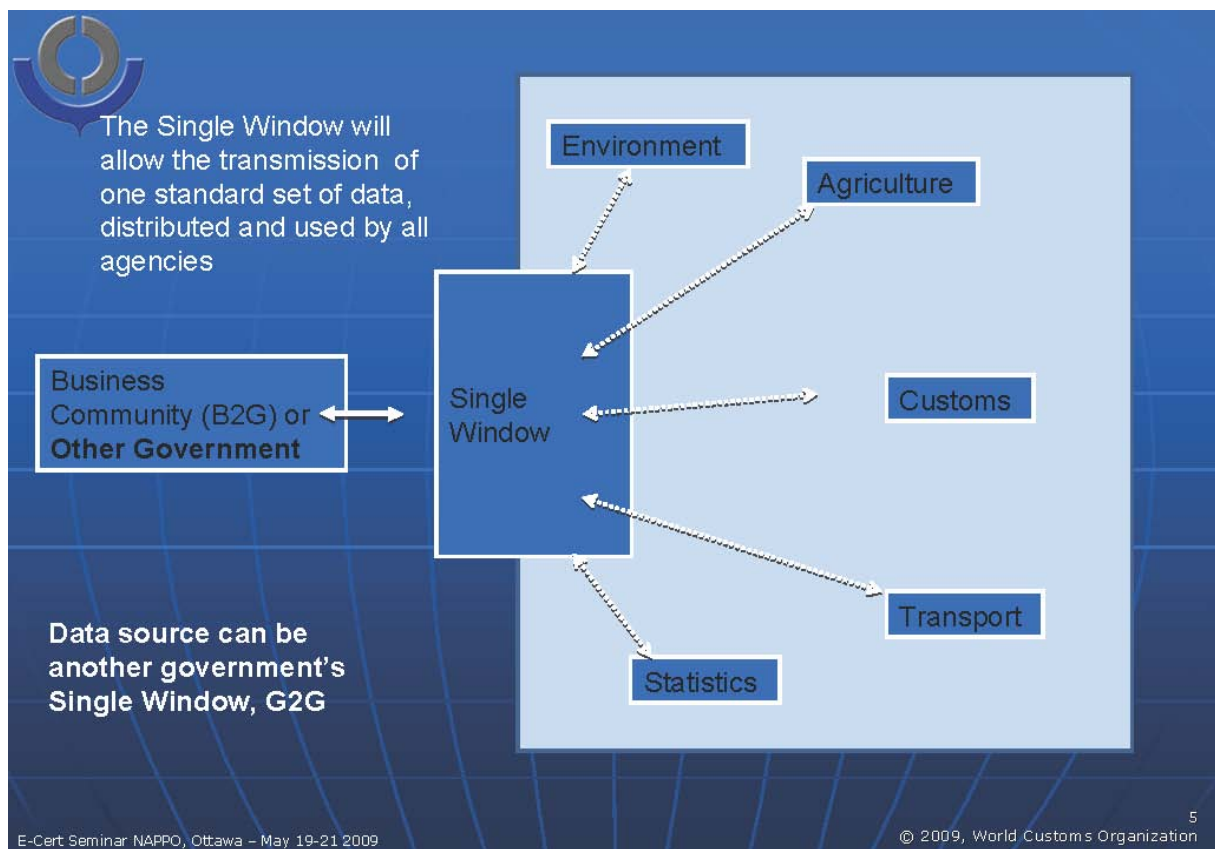 The Single Window will
allow the transmission of
one standard set of data,
distributed and used by all
agencies
Environment
Agriculture
Business
Community (B2G) or
Other Government
Single
Window
Customs
Transport
Statistics
Data source can be
another government's
Single Window, G2G
E-Cert Seminar NAPPO, Ottawa – May 19-21 2009
5
© 2009, World Customs Organization